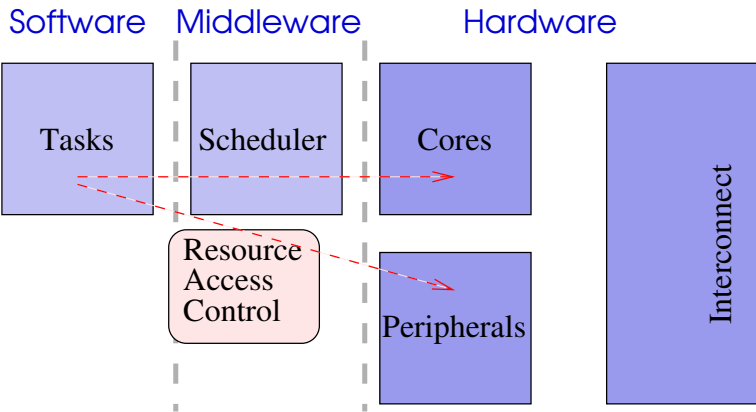 Software
Middleware
Hardware
Tasks
Scheduler
Cores
Resource
Access
Control
Peripherals
Interconnect